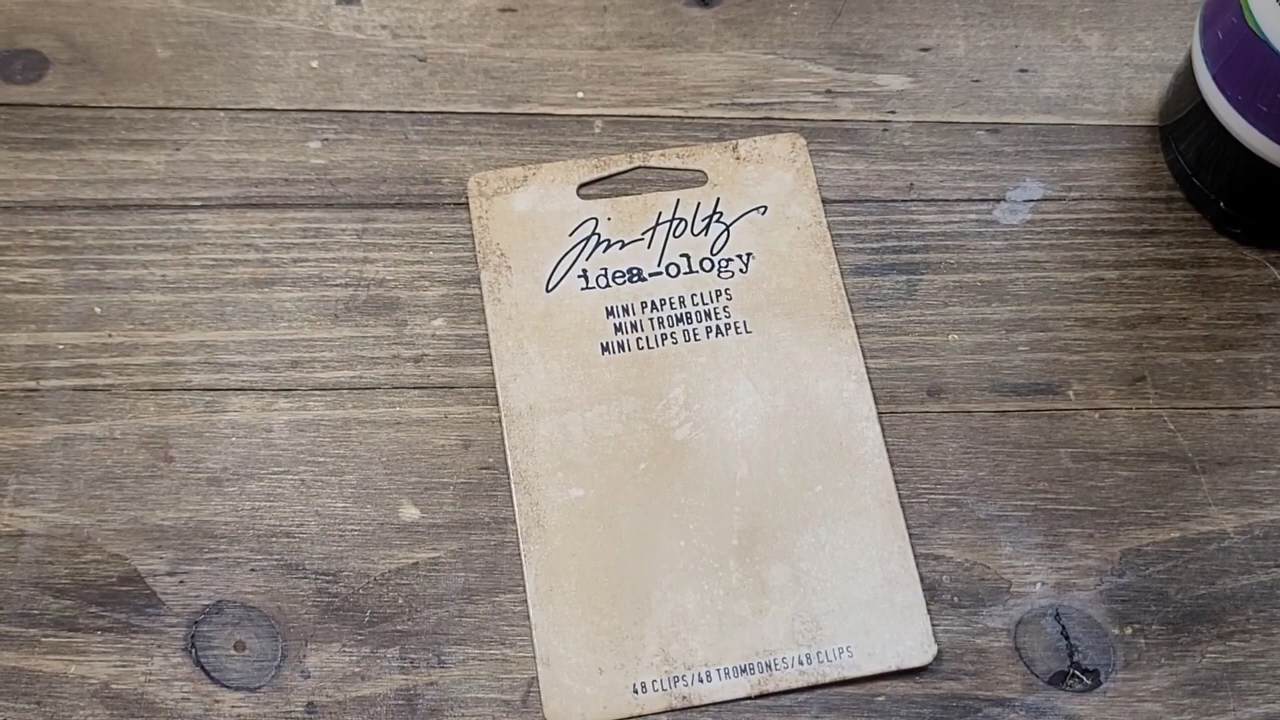 Tim Holtz
idea-ology
MINI PAPER CLIPS
MINI TROMBONES
MINI CLIPS DE PAPEL
48 CLIPS/48 TROMBONES/48 CLIPS